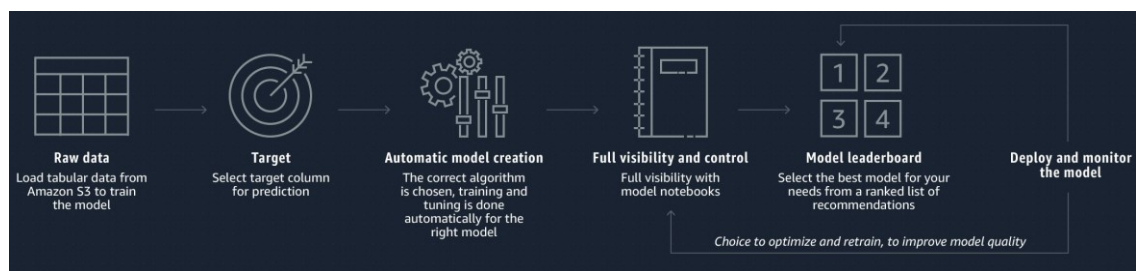 Raw data
Load tabular data from
Amazon S3 to train
the model
Target
Select target column
for prediction
Automatic model creation
The correct algorithm
is chosen, training and
tuning is done
automatically for the
right model
Full visibility and control
Full visibility with
model notebooks
1 2
3 4
Model leaderboard
Select the best model for your
needs from a ranked list of
recommendations
Deploy and monitor
the model
Choice to optimize and retrain, to improve model quality